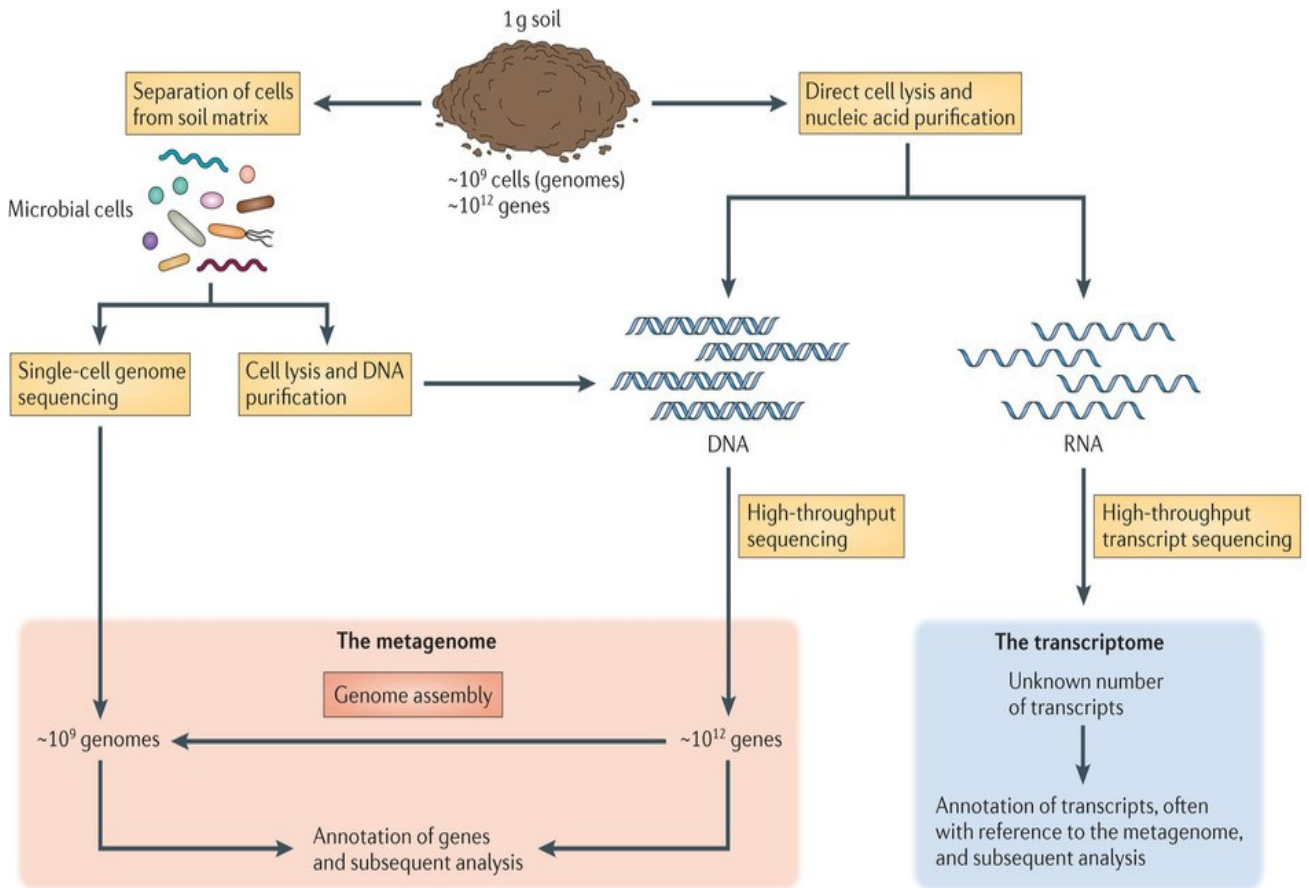 1 g soil
Separation of cells
from soil matrix
Direct cell lysis and
nucleic acid purification
~10⁹ cells (genomes)
~10¹² genes
Microbial cells
Single-cell genome
sequencing
Cell lysis and DNA
purification
DNA
RNA
High-throughput
sequencing
High-throughput
transcript sequencing
The metagenome
Genome assembly
~10⁹ genomes
~10¹² genes
Annotation of genes
and subsequent analysis
The transcriptome
Unknown number
of transcripts
Annotation of transcripts, often
with reference to the metagenome,
and subsequent analysis